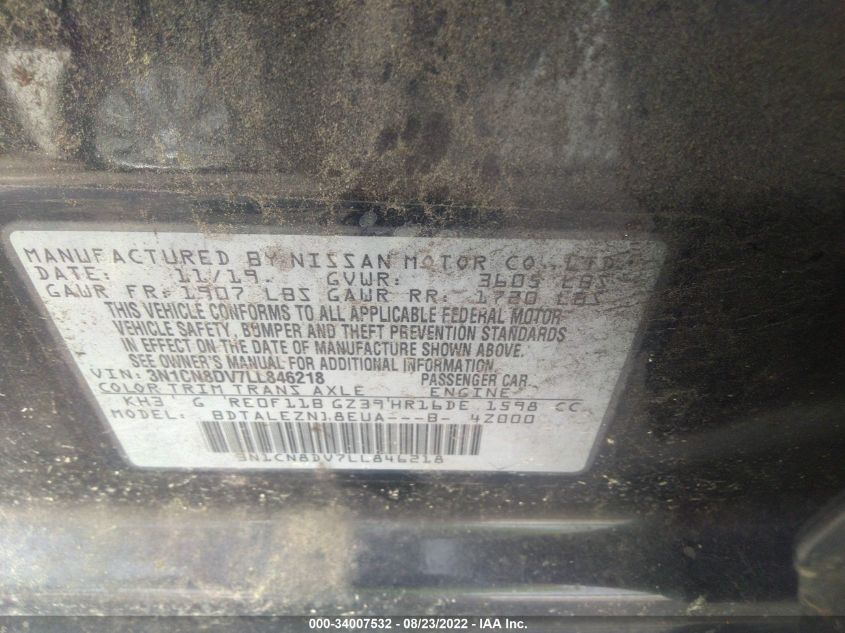 MANUFACTURED BY NISSAN MOTOR CO., LTD.
DATE: 11/19. GVWR: 3605 LBS
GAWR FR: 1907 LBS GAWR RR: 1720 LBS
THIS VEHICLE CONFORMS TO ALL APPLICABLE FEDERAL MOTOR
VEHICLE SAFETY, BUMPER AND THEFT PREVENTION STANDARDS
IN EFFECT ON THE DATE OF MANUFACTURE SHOWN ABOVE.
SEE OWNER'S MANUAL FOR ADDITIONAL INFORMATION
VIN: 3N1CN8DV7LL846218 PASSENGER CAR
COLOR TRIM TRANS AXLE ENGINE
KH3 G RE0F11B GZ39 HR16DE 1598 CC
MODEL: BDTALEZN18EUA---B- 4Z000
3N1CN8DV7LL846218
000-34007532 - 08/23/2022 - IAA Inc.